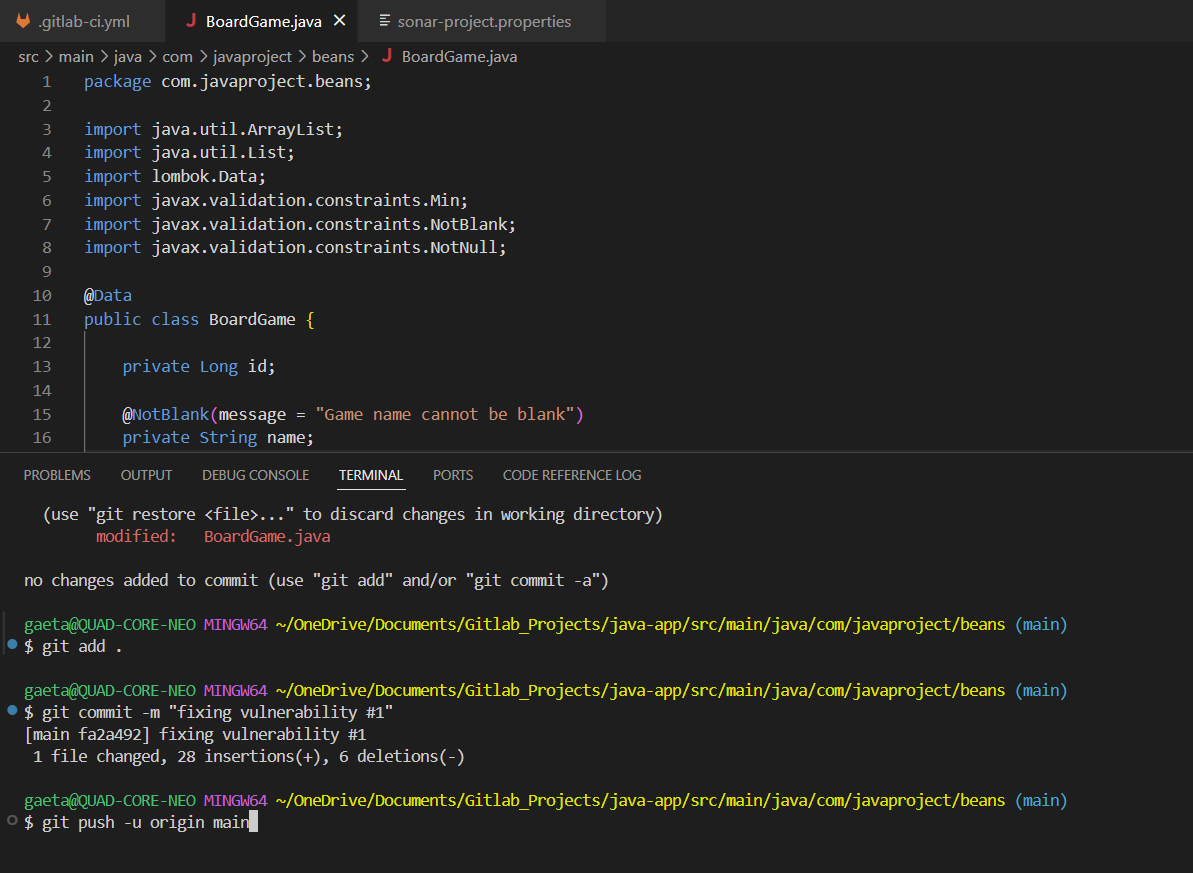 .gitlab-ci.yml BoardGame.java sonar-project.properties
src > main > java > com > javaproject > beans > BoardGame.java
1 package com.javaproject.beans;
2
3 import java.util.ArrayList;
4 import java.util.List;
5 import lombok.Data;
6 import javax.validation.constraints.Min;
7 import javax.validation.constraints.NotBlank;
8 import javax.validation.constraints.NotNull;
9
10 @Data
11 public class BoardGame {
12
13 private Long id;
14
15 @NotBlank(message = "Game name cannot be blank")
16 private String name;
PROBLEMS OUTPUT DEBUG CONSOLE TERMINAL PORTS CODE REFERENCE LOG
(use "git restore <file>..." to discard changes in working directory)
modified: BoardGame.java
no changes added to commit (use "git add" and/or "git commit -a")
gaeta@QUAD-CORE-NEO MINGW64 ~/OneDrive/Documents/Gitlab_Projects/java-app/src/main/java/com/javaproject/beans (main)
$ git add .
gaeta@QUAD-CORE-NEO MINGW64 ~/OneDrive/Documents/Gitlab_Projects/java-app/src/main/java/com/javaproject/beans (main)
$ git commit -m "fixing vulnerability #1"
[main fa2a492] fixing vulnerability #1
1 file changed, 28 insertions(+), 6 deletions(-)
gaeta@QUAD-CORE-NEO MINGW64 ~/OneDrive/Documents/Gitlab_Projects/java-app/src/main/java/com/javaproject/beans (main)
$ git push -u origin main